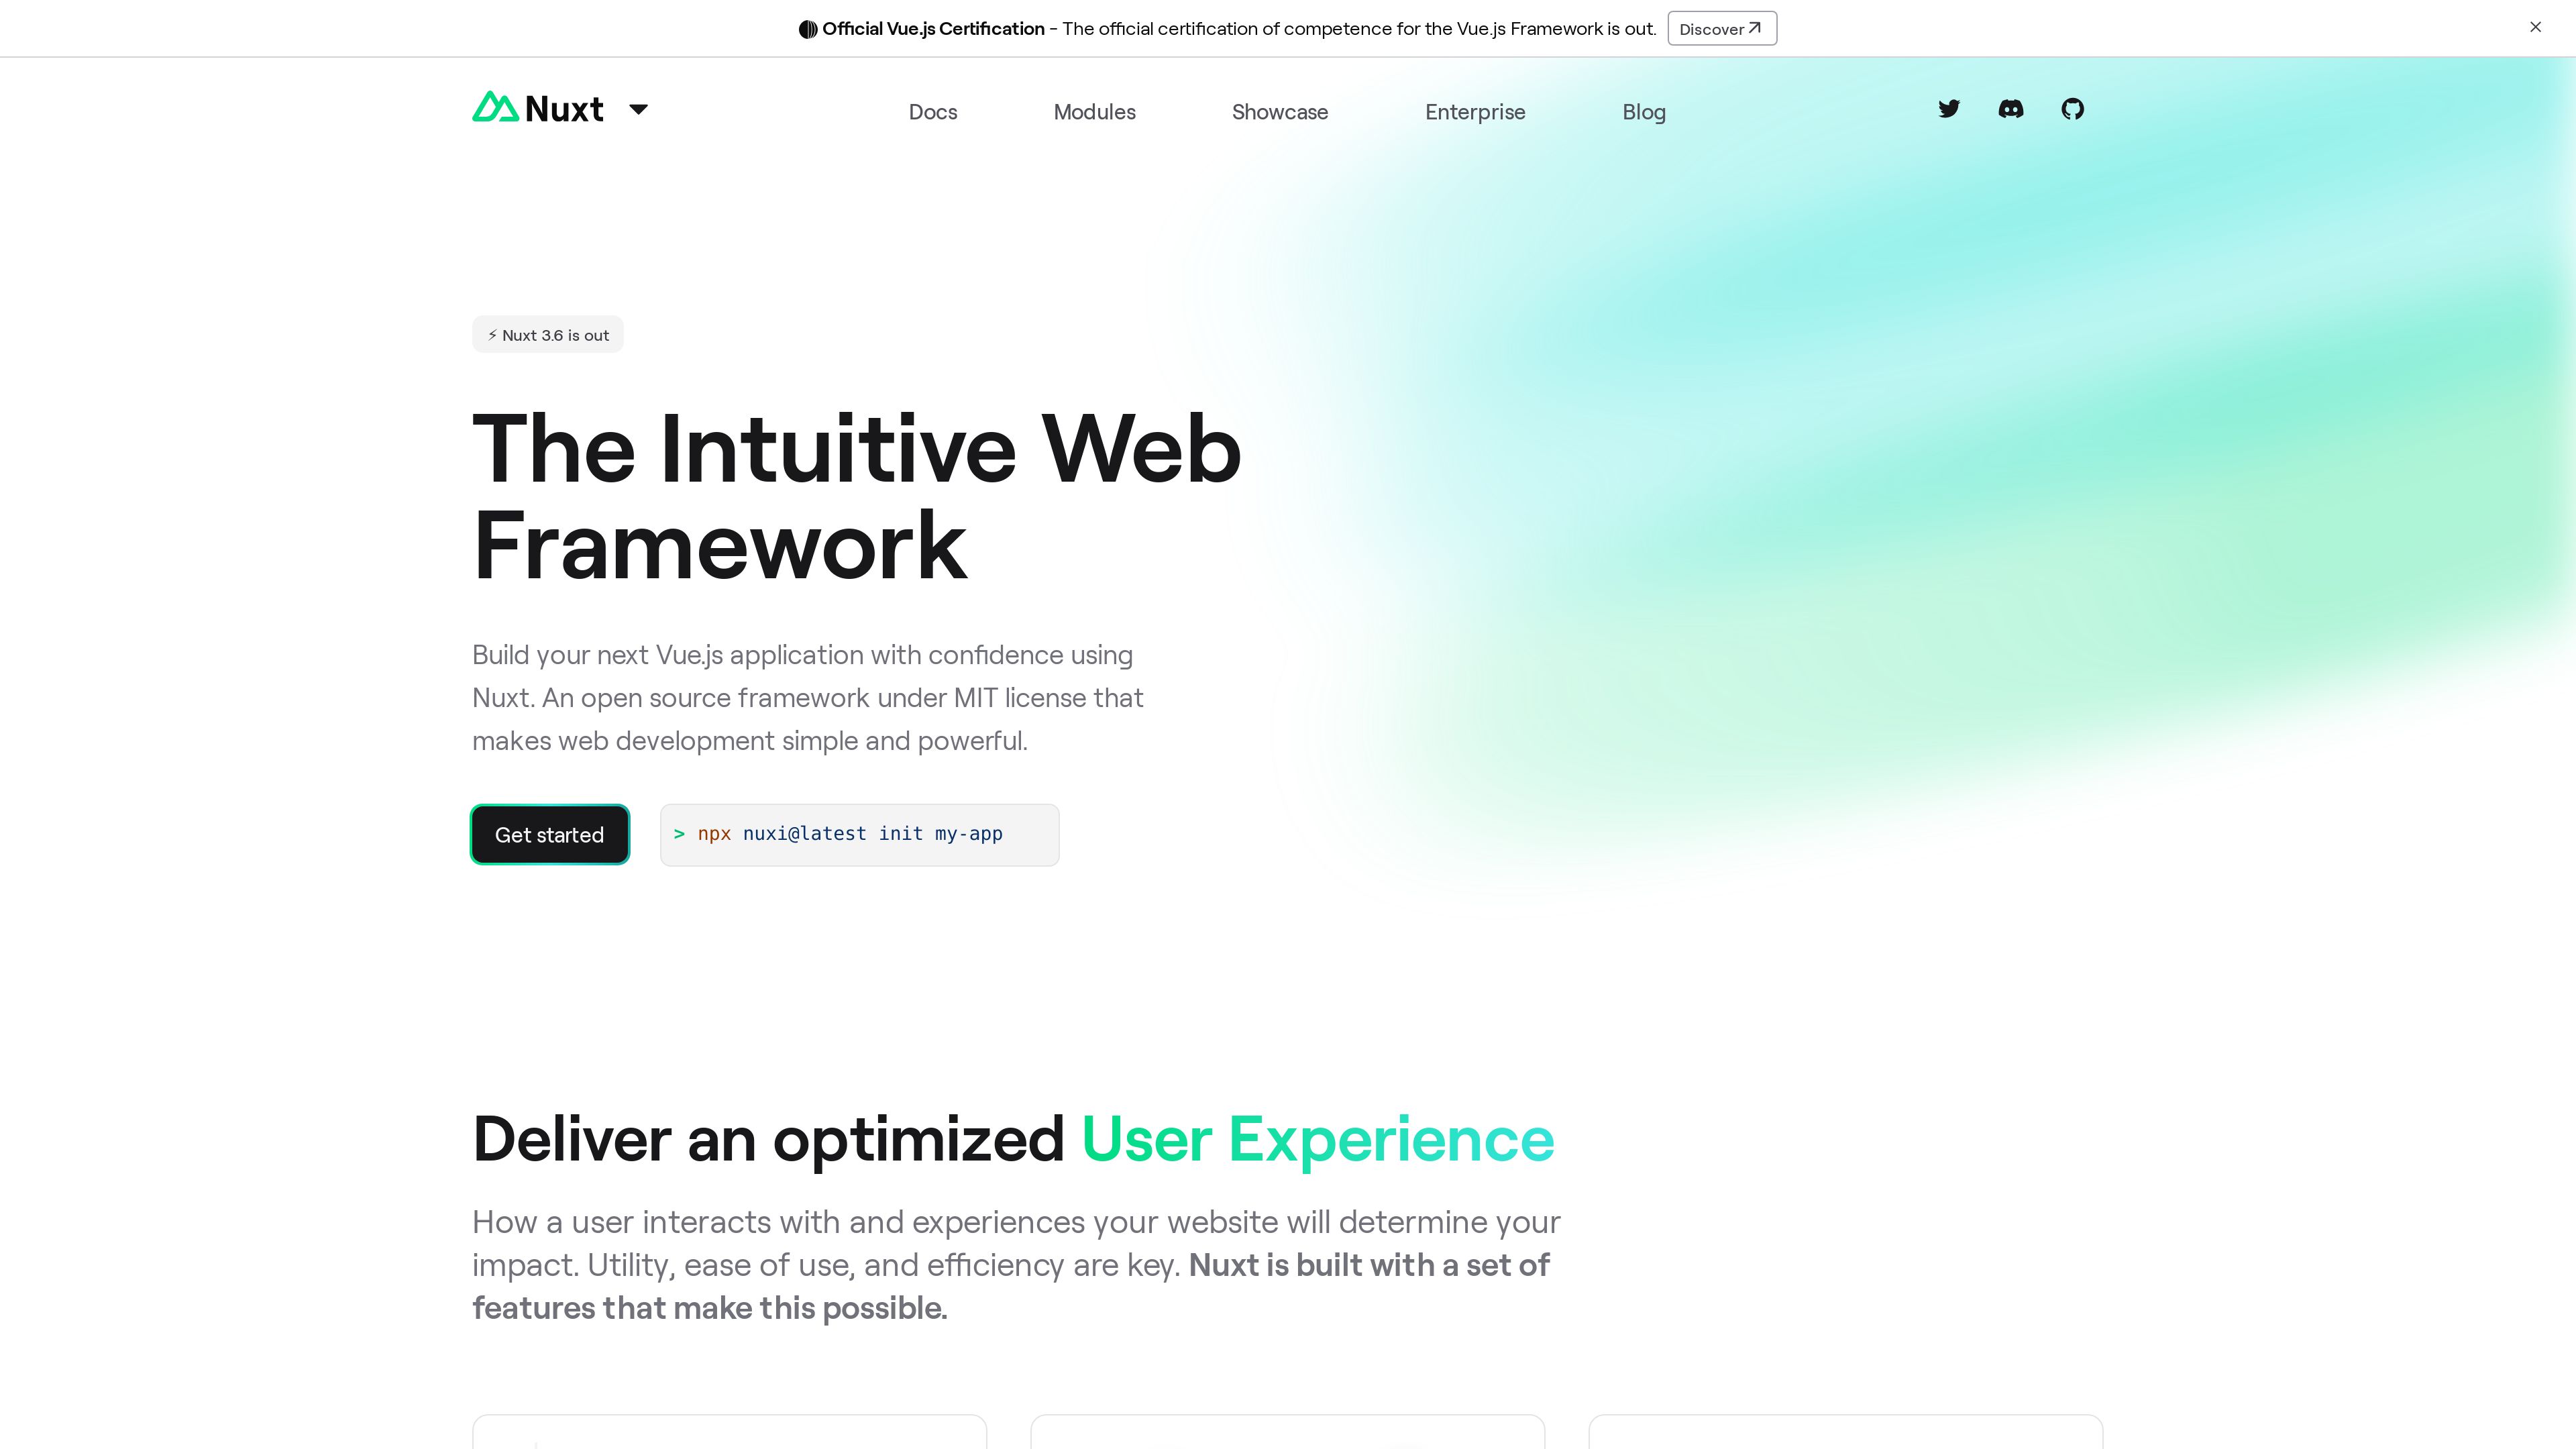 Official Vue.js Certification - The official certification of competence for the Vue.js Framework is out. Discover
Nuxt Docs Modules Showcase Enterprise Blog
⚡ Nuxt 3.6 is out
The Intuitive Web
Framework
Build your next Vue.js application with confidence using
Nuxt. An open source framework under MIT license that
makes web development simple and powerful.
Get started > npx nuxi@latest init my-app
Deliver an optimized User Experience
How a user interacts with and experiences your website will determine your
impact. Utility, ease of use, and efficiency are key. Nuxt is built with a set of
features that make this possible.